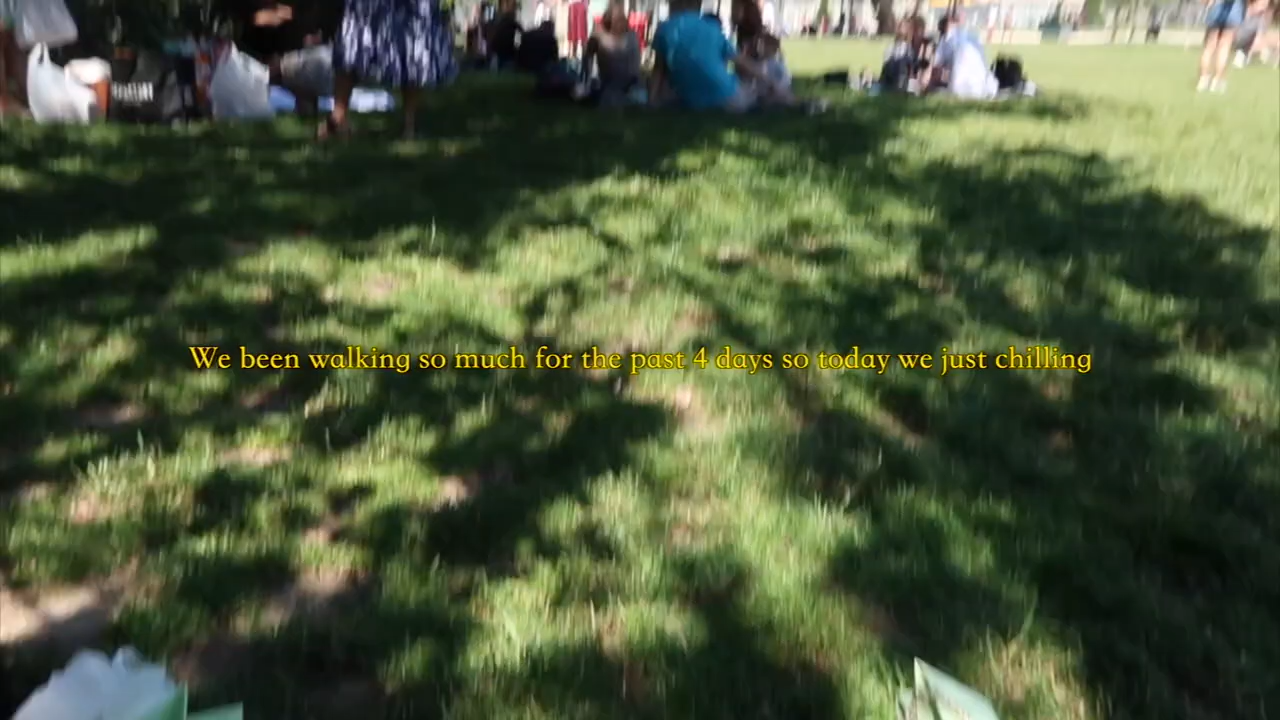 We been walking so much for the past 4 days so today we just chilling